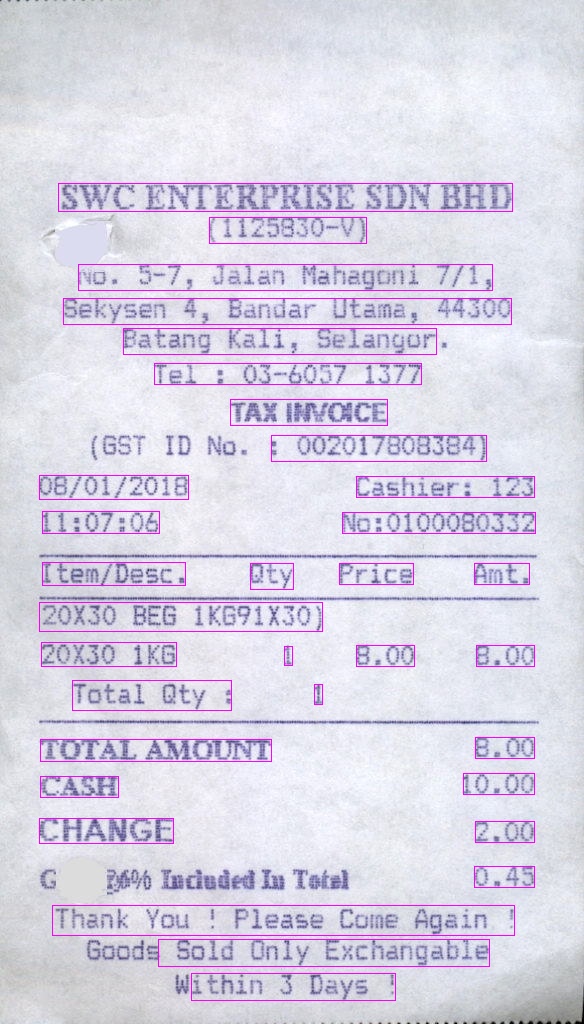 SWC ENTERPRISE SDN BHD
(1125830-V)
No. 5-7, Jalan Mahagoni 7/1,
Sekysen 4, Bandar Utama, 44300
Batang Kali, Selangor.
Tel : 03-6057 1377
TAX INVOICE
(GST ID No. : 002017808384)
08/01/2018 Cashier: 123
11:07:06 No:0100080332
Item/Desc. Qty Price Amt.
20X30 BEG 1KG91X30)
20X30 1KG 1 8.00 8.00
Total Qty : 1
TOTAL AMOUNT 8.00
CASH 10.00
CHANGE 2.00
Included In Total 0.45
Thank You ! Please Come Again !
Goods Sold Only Exchangable
Within 3 Days !